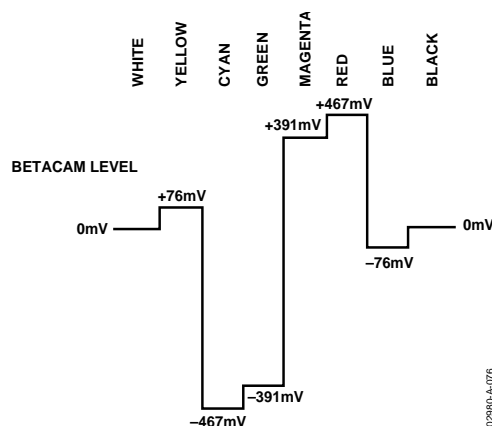 WHITE
YELLOW
CYAN
GREEN
MAGENTA
RED
BLUE
BLACK
+467mV
+391mV
BETACAM LEVEL
+76mV
0mV
0mV
–76mV
–391mV
–467mV
02980-A-076